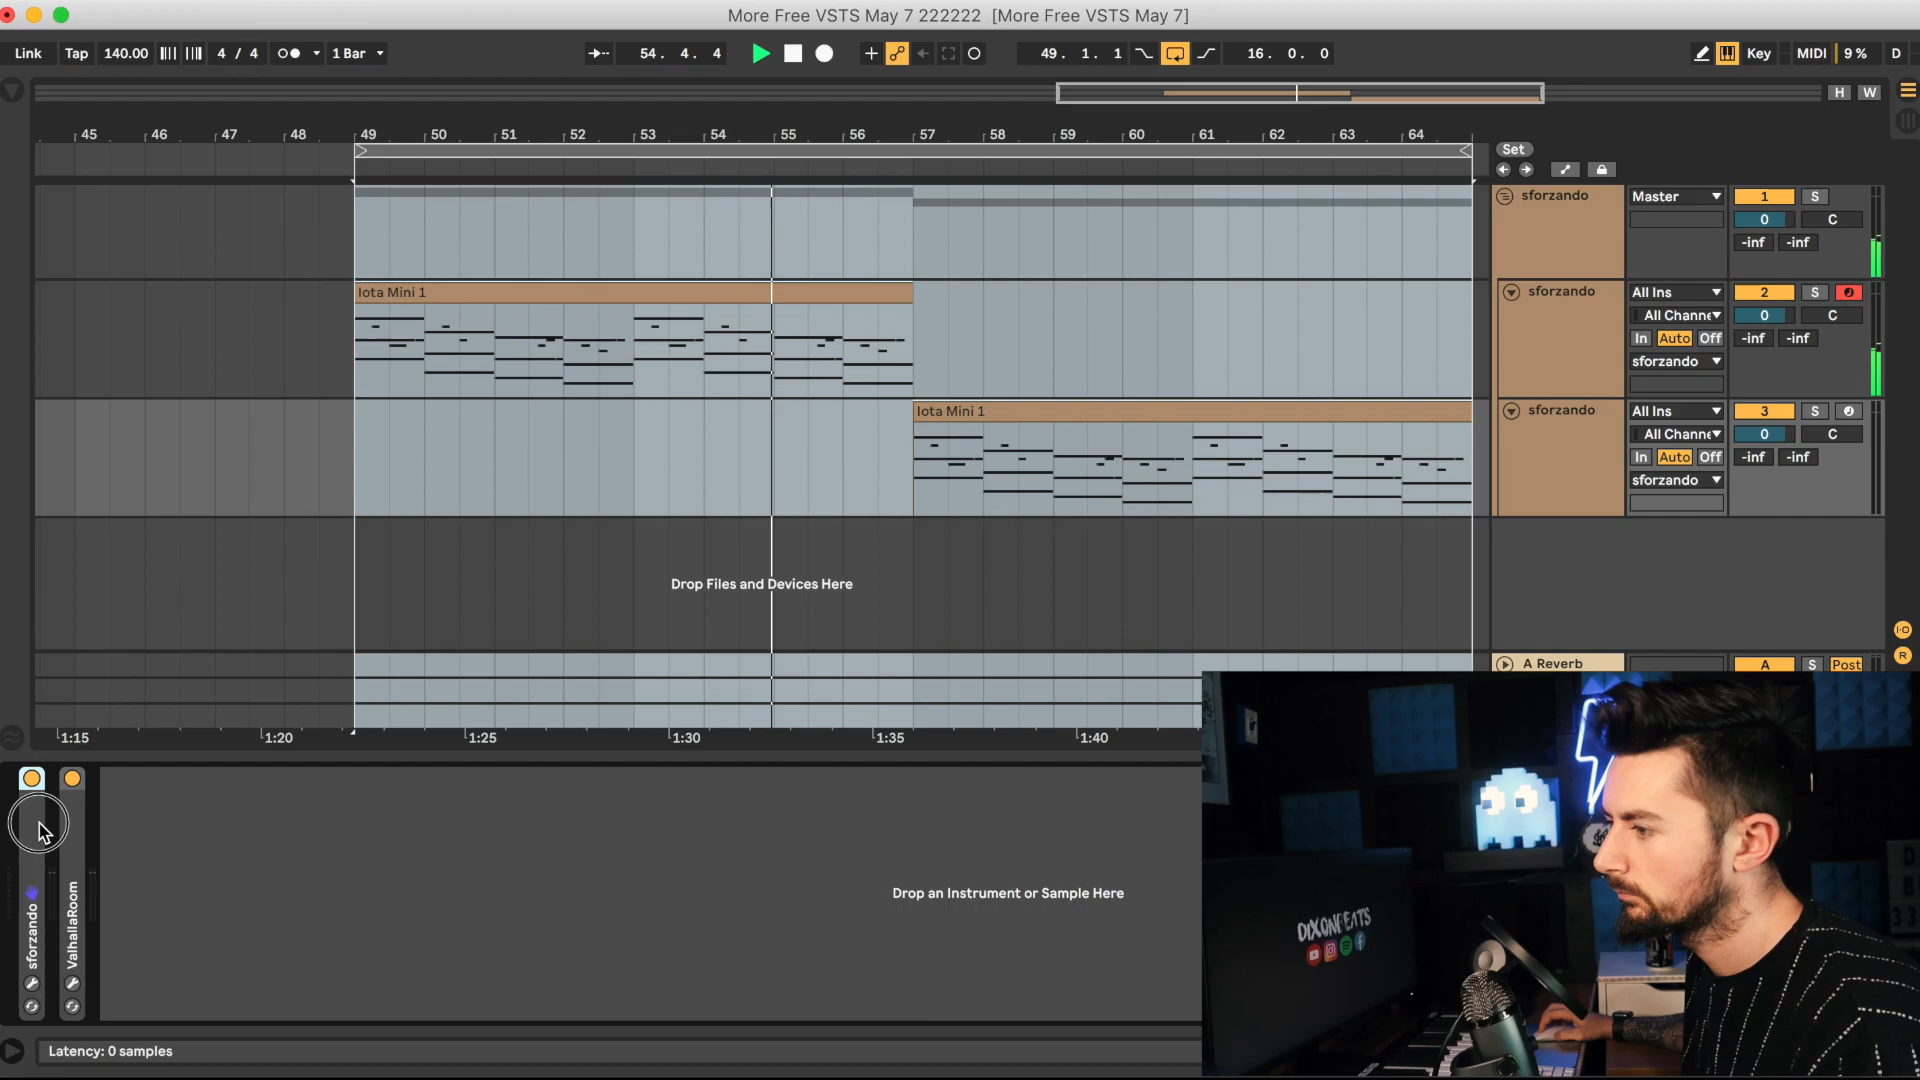 More Free VSTS May 7 222222 [More Free VSTS May 7]
Link Tap 140.00 4 / 4 1 Bar 54. 4. 4 49. 1. 1 16. 0. 0 Key MIDI 9 % D
H W
45 46 47 48 49 50 51 52 53 54 55 56 57 58 59 60 61 62 63 64
Set
sforzando Master 1 S
0 C
-inf -inf
Iota Mini 1 sforzando All Ins 2 S
All Channe 0 C
In Auto Off -inf -inf
sforzando
Iota Mini 1 sforzando All Ins 3 S
All Channe 0 C
In Auto Off -inf -inf
sforzando
Drop Files and Devices Here
I·O
R
A Reverb A S Post
1:15 1:20 1:25 1:30 1:35 1:40
sforzando
ValhallaRoom
Drop an Instrument or Sample Here
DIXONBEATS
Latency: 0 samples